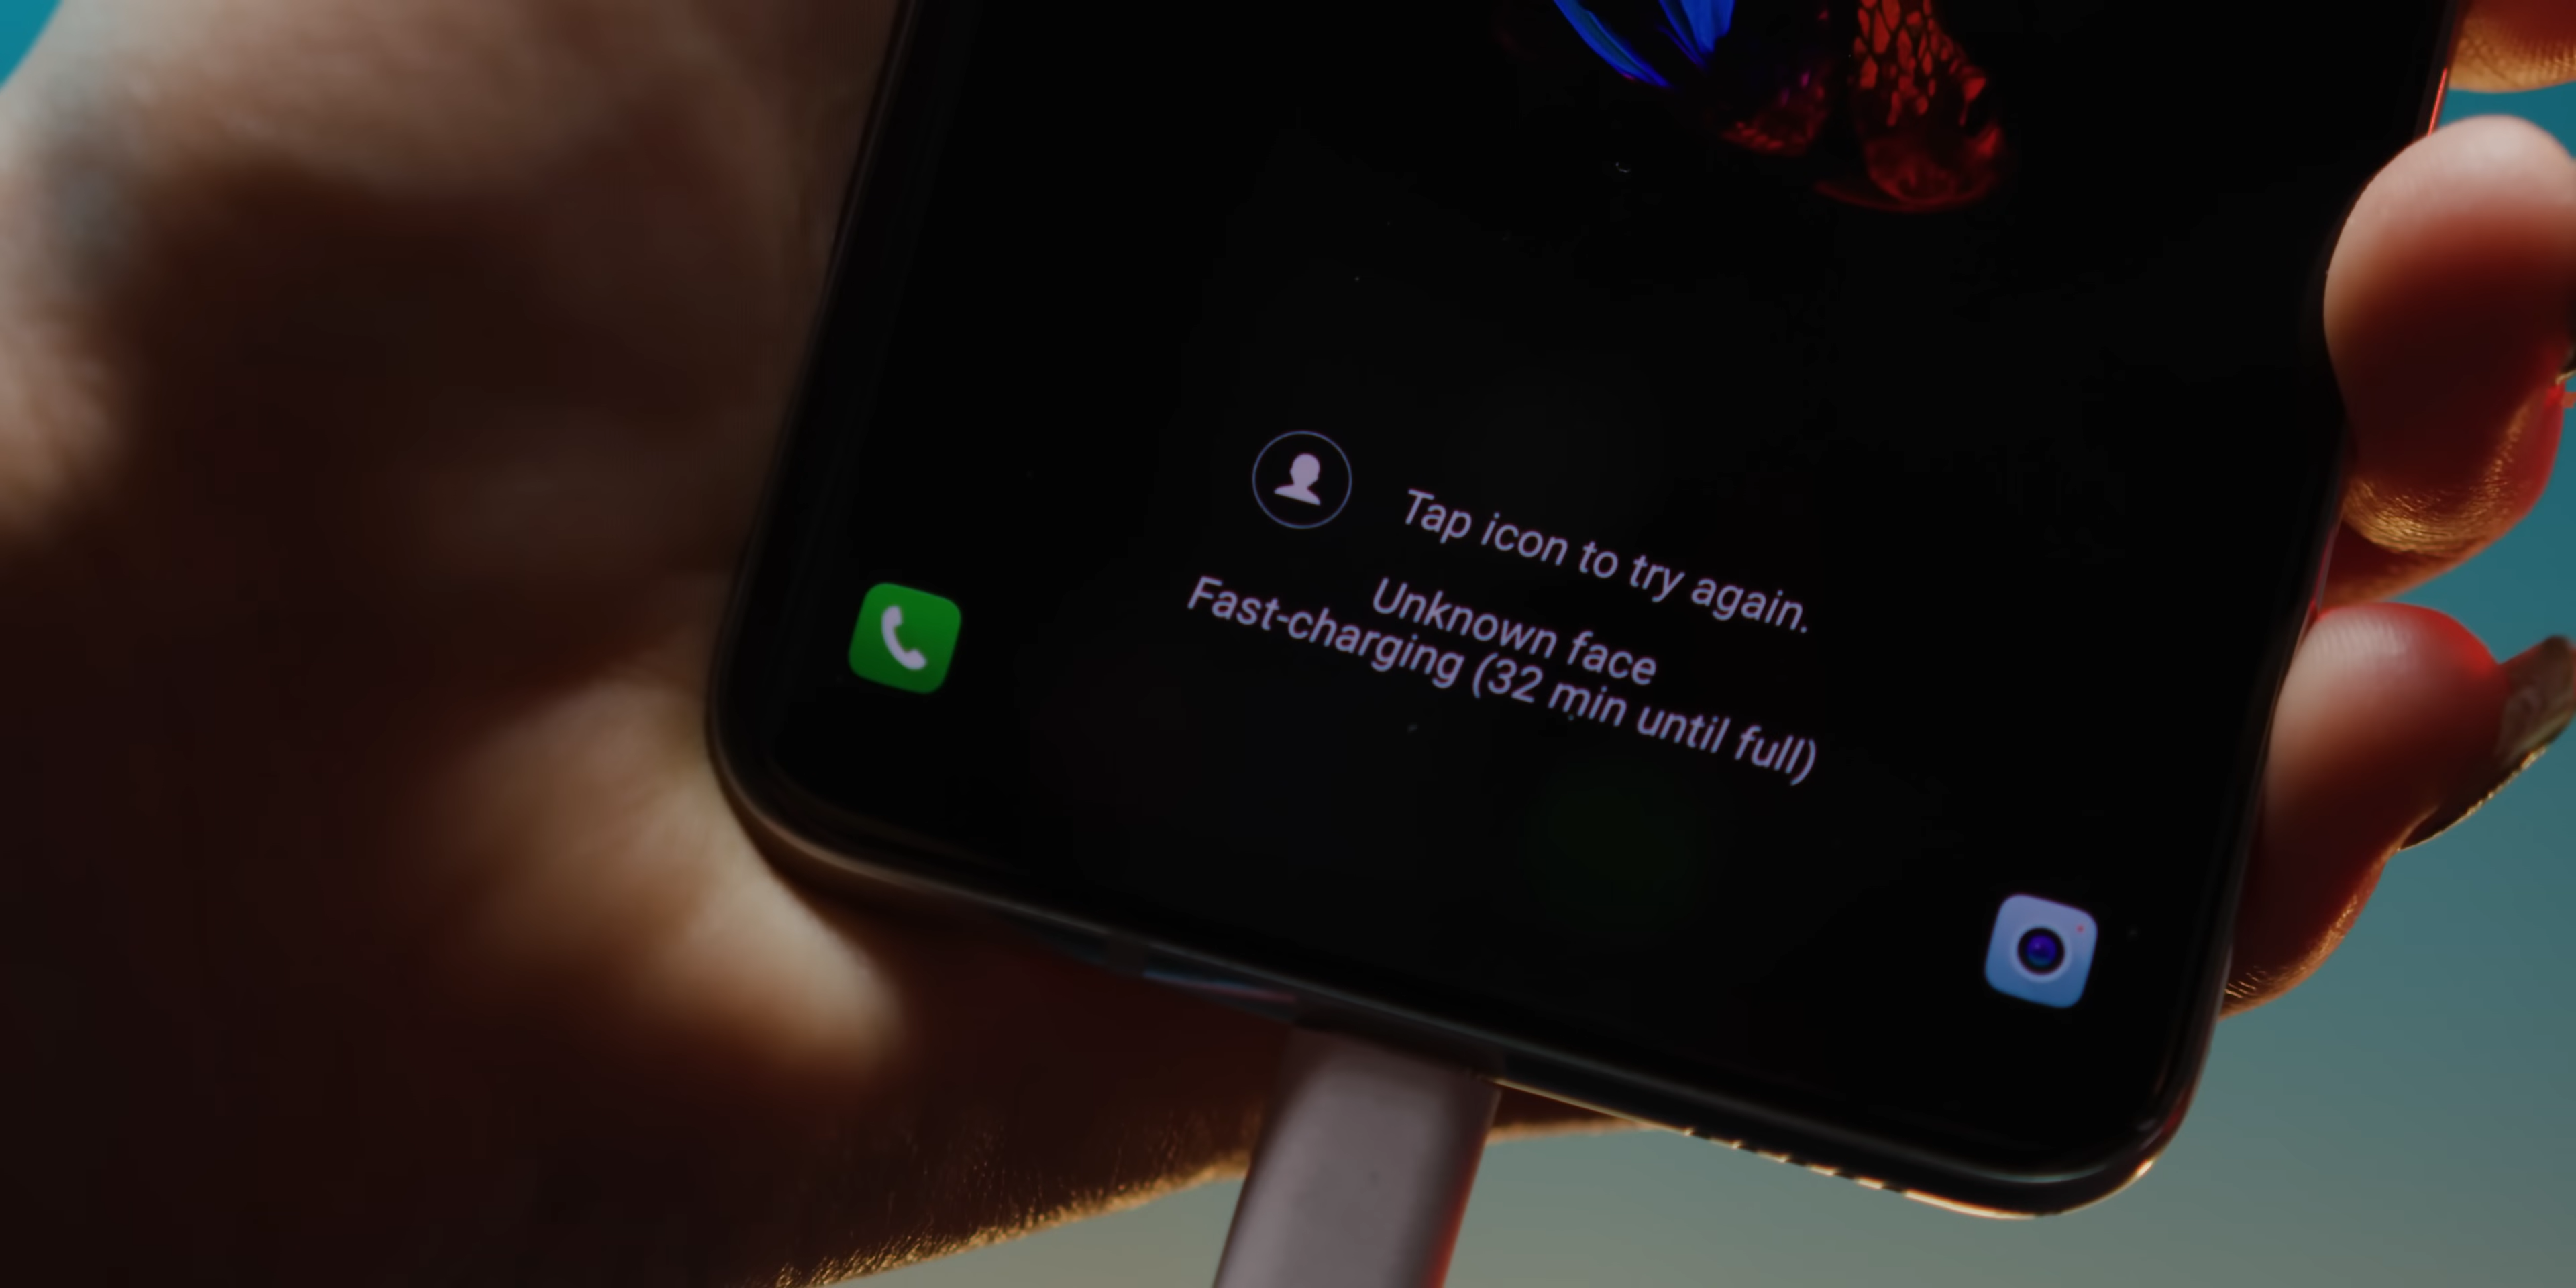 Tap icon to try again.
Unknown face
Fast-charging (32 min until full)